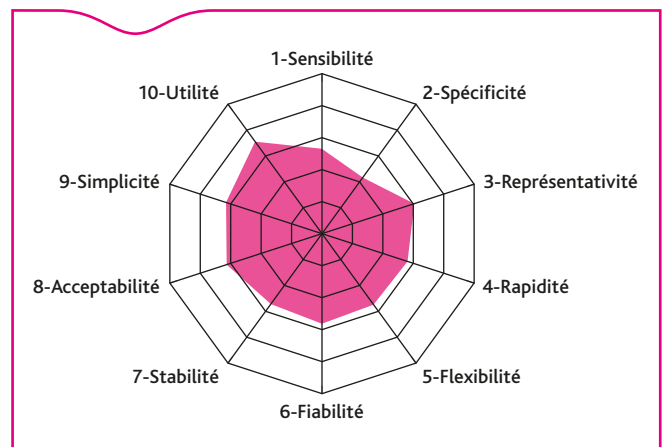 1-Sensibilité
2-Spécificité
3-Représentativité
4-Rapidité
5-Flexibilité
6-Fiabilité
7-Stabilité
8-Acceptabilité
9-Simplicité
10-Utilité